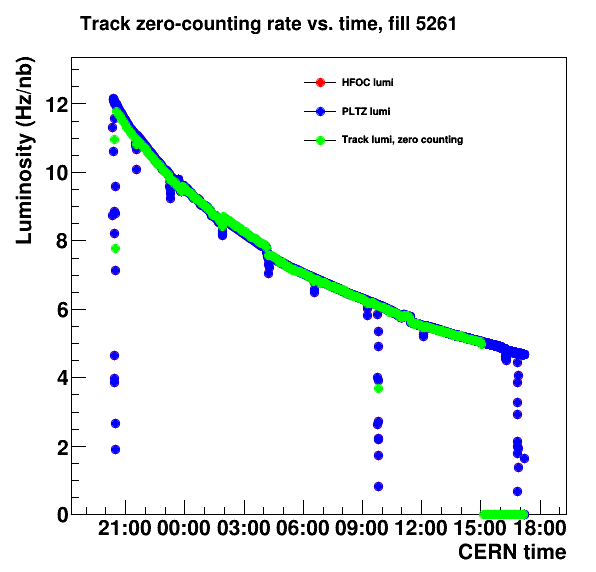 Track zero-counting rate vs. time, fill 5261
Luminosity (Hz/nb)
12
10
8
6
4
2
0
HFOC lumi
PLTZ lumi
Track lumi, zero counting
21:00 00:00 03:00 06:00 09:00 12:00 15:00 18:00
CERN time